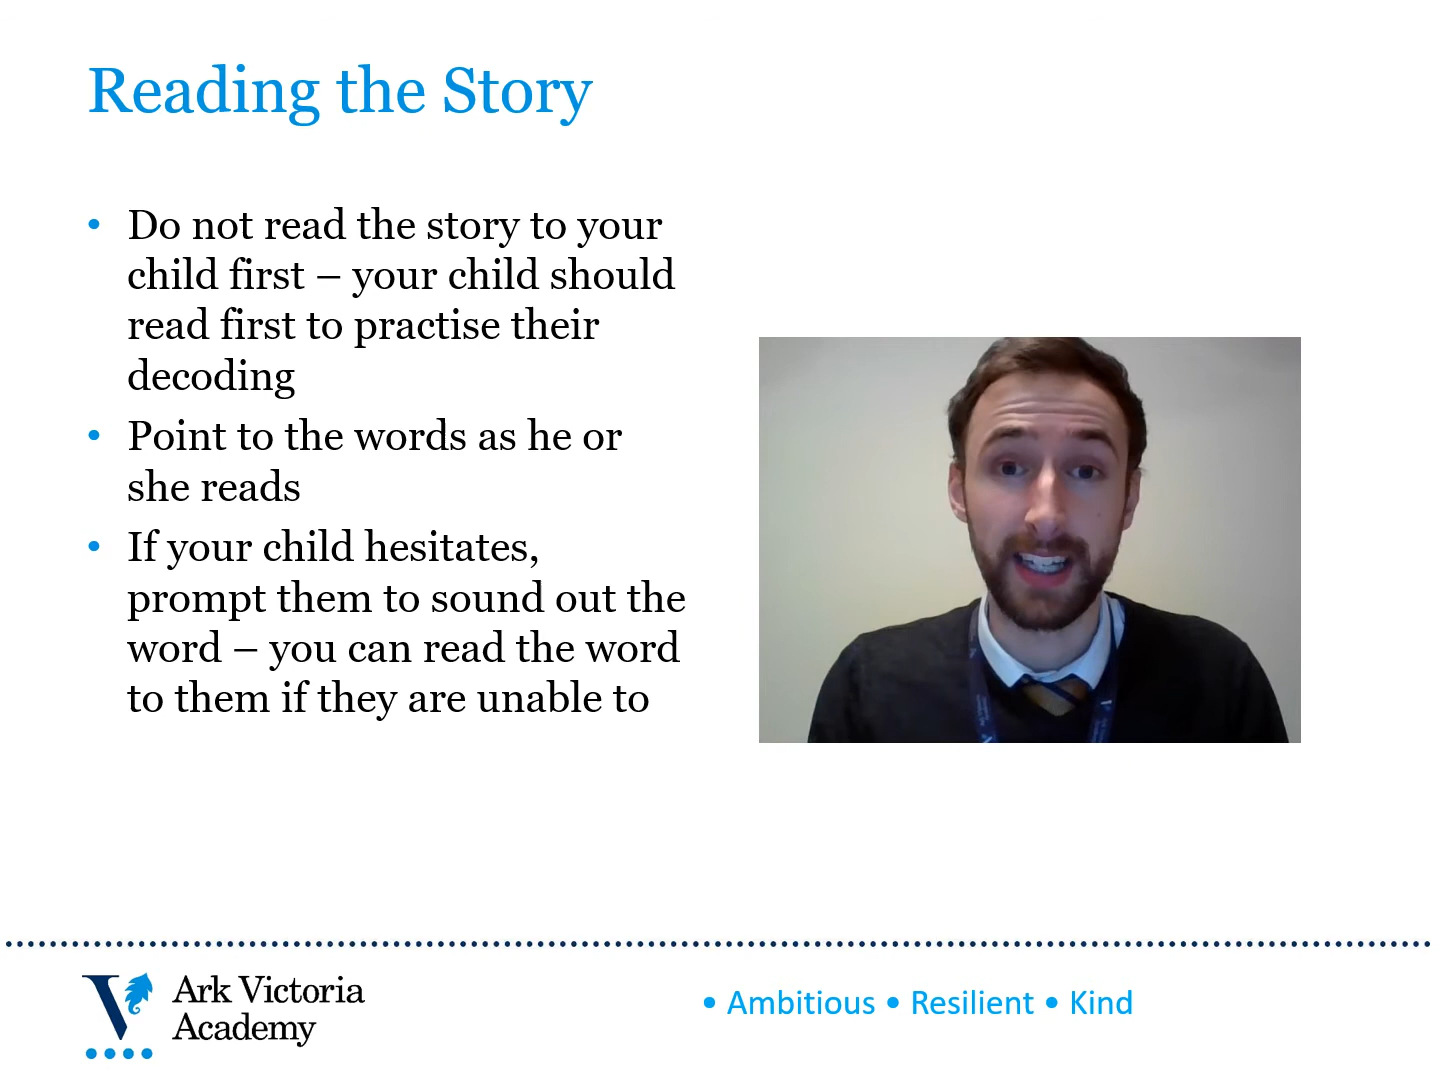 Reading the Story
• Do not read the story to your
child first – your child should
read first to practise their
decoding
• Point to the words as he or
she reads
• If your child hesitates,
prompt them to sound out the
word – you can read the word
to them if they are unable to
Ark Victoria
Academy
• Ambitious • Resilient • Kind